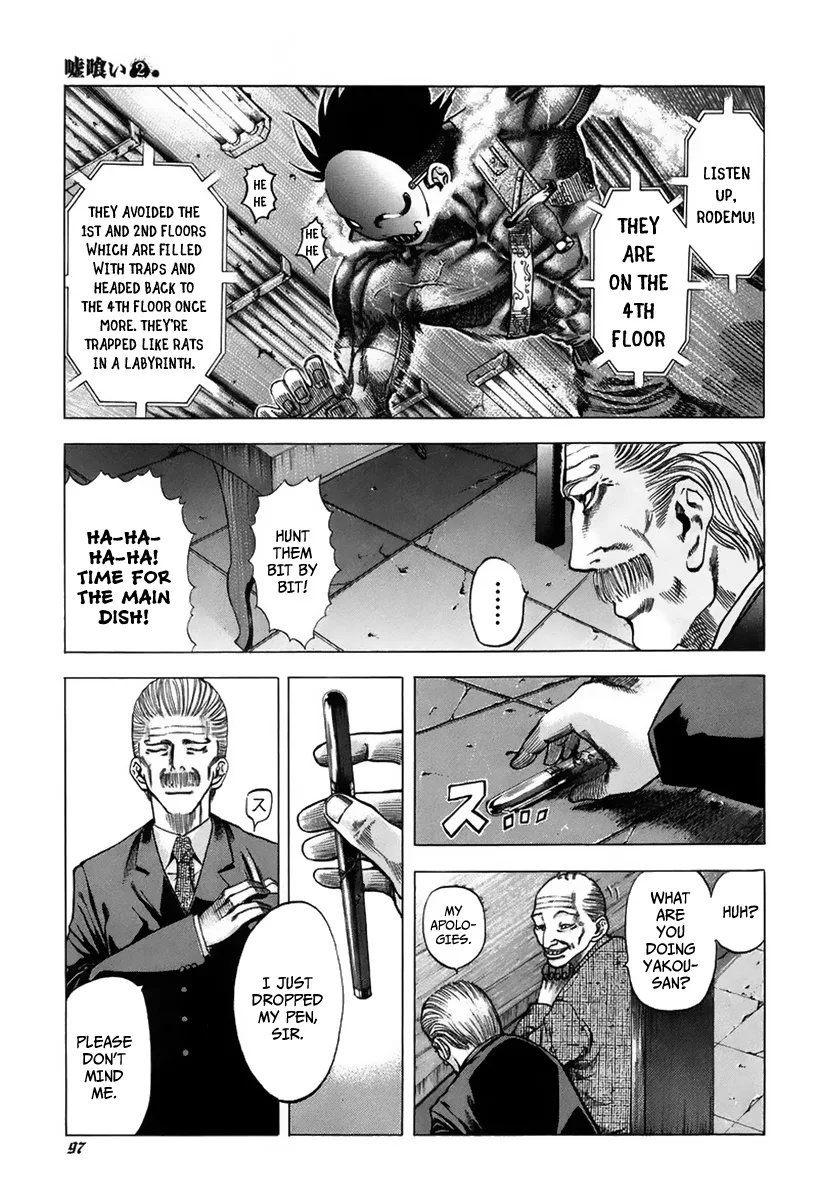 嘘喰い2。
LISTEN
UP,
RODEMU!
THEY
ARE
ON THE
4TH
FLOOR
HE
HE
HE
HE
THEY AVOIDED THE
1ST AND 2ND FLOORS
WHICH ARE FILLED
WITH TRAPS AND
HEADED BACK TO
THE 4TH FLOOR ONCE
MORE. THEY'RE
TRAPPED LIKE RATS
IN A LABYRINTH.
......
HUNT
THEM
BIT BY
BIT!
HA-HA-
HA-HA!
TIME FOR
THE MAIN
DISH!
ス...
HUH?
WHAT
ARE
YOU
DOING
YAKOU-
SAN?
MY
APOLO-
GIES.
I JUST
DROPPED
MY PEN,
SIR.
ス
PLEASE
DON'T
MIND
ME.
97